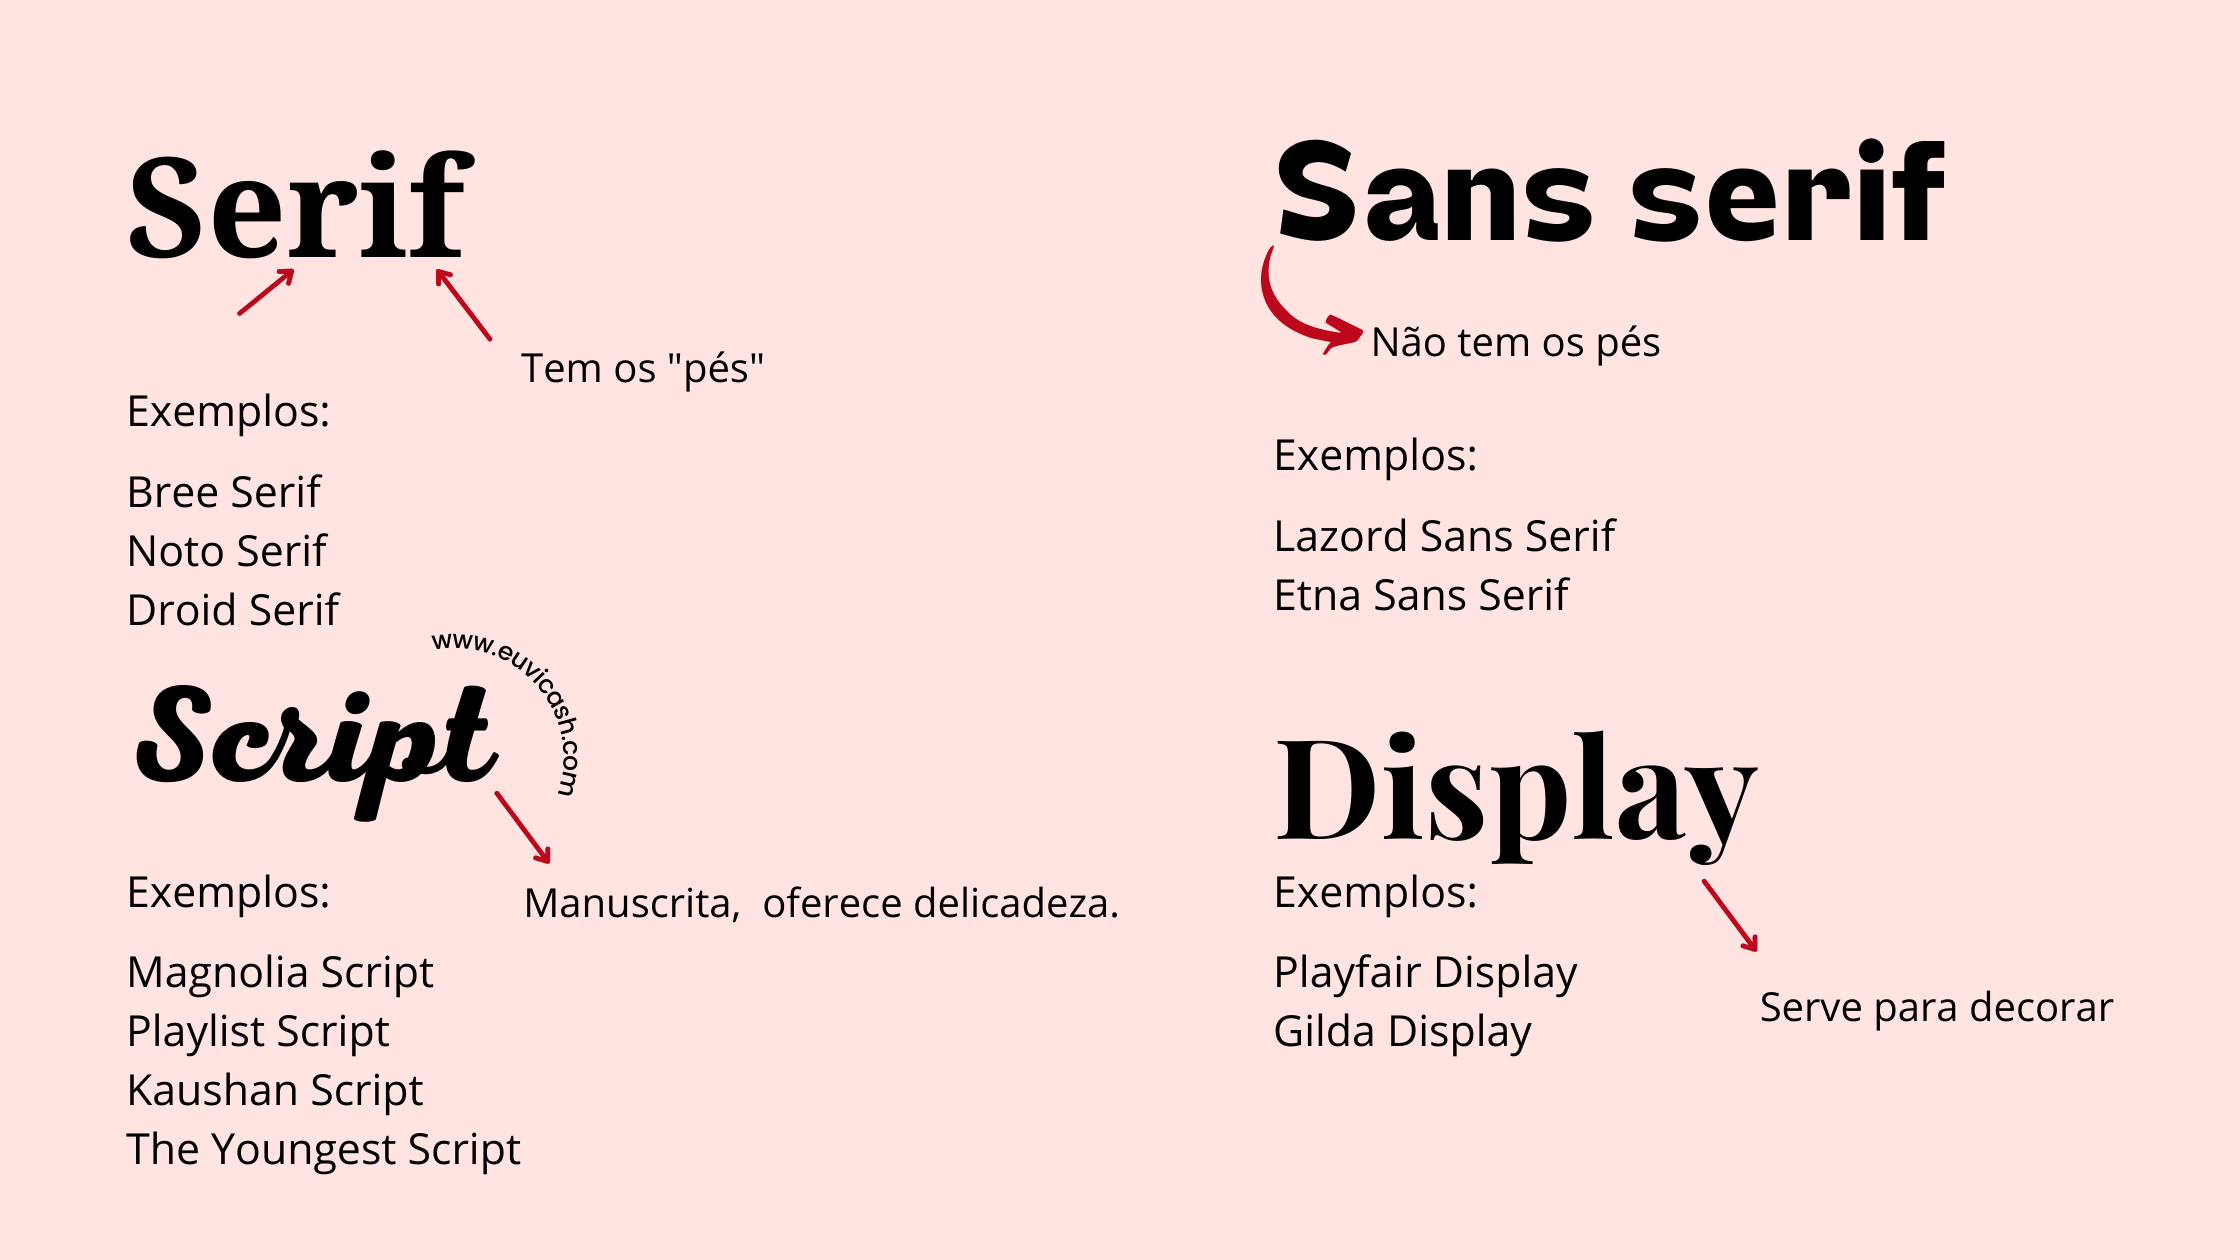 Serif
Tem os "pés"
Exemplos:
Bree Serif
Noto Serif
Droid Serif
Sans serif
Não tem os pés
Exemplos:
Lazord Sans Serif
Etna Sans Serif
www.euvicash.com
Script
Manuscrita,  oferece delicadeza.
Exemplos:
Magnolia Script
Playlist Script
Kaushan Script
The Youngest Script
Display
Exemplos:
Playfair Display
Gilda Display
Serve para decorar